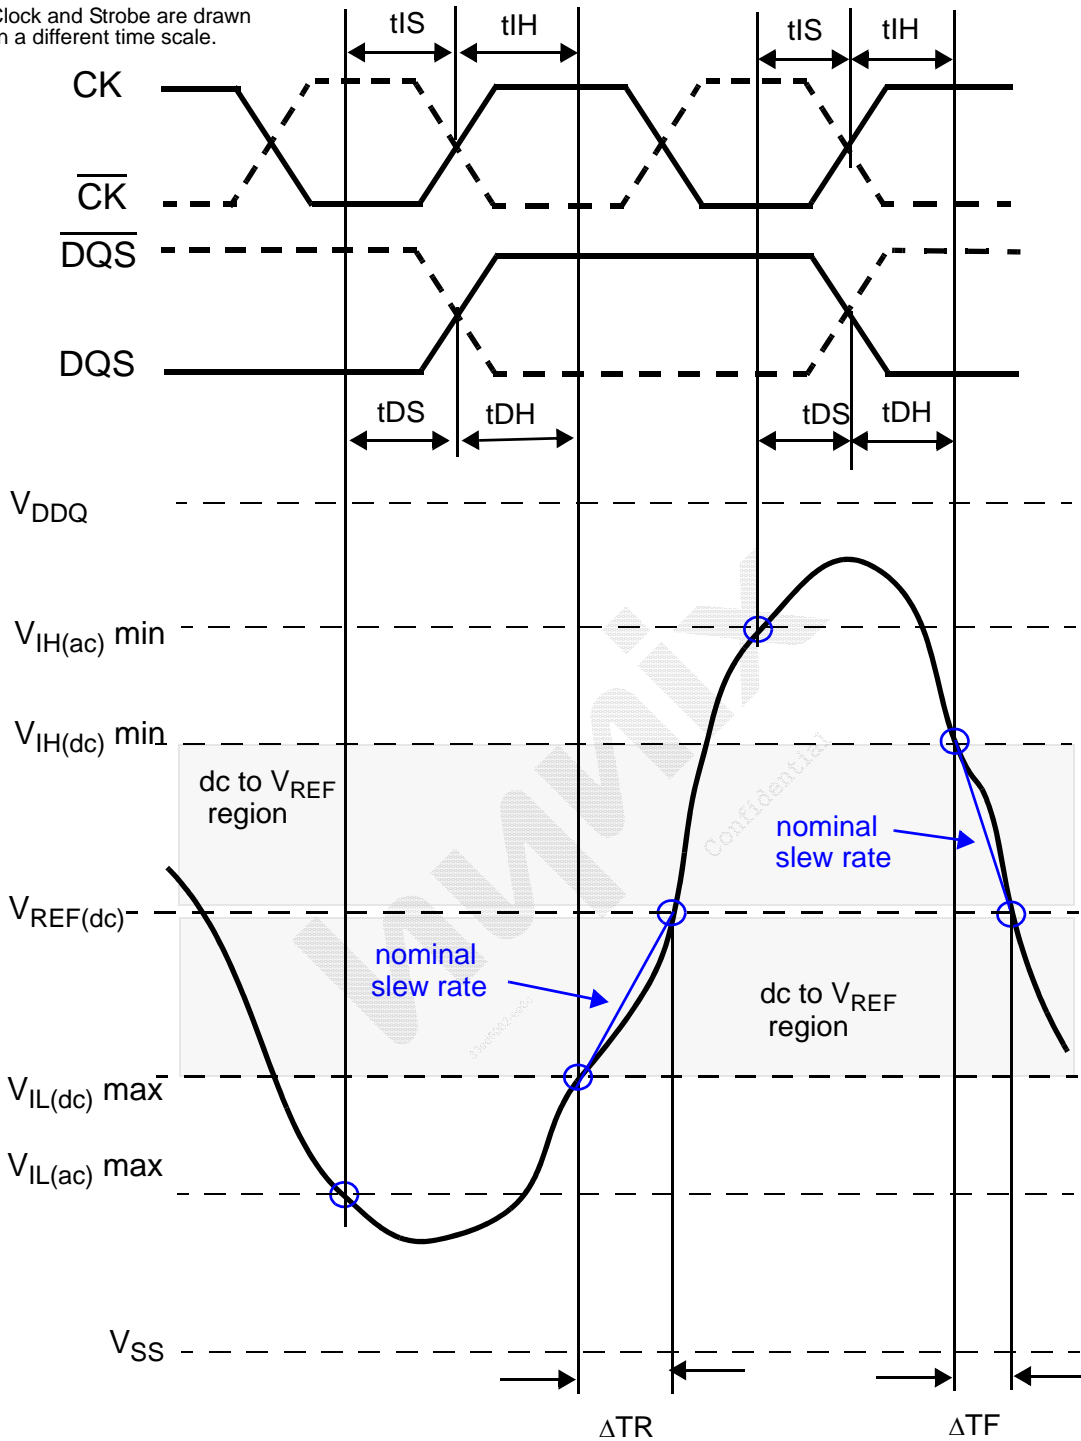 Clock and Strobe are drawn
a different time scale.
tIS tIH tIS tIH
CK
CK
DQS
DQS
tDS tDH tDS tDH
VDDQ
VIH(ac) min
VIH(dc) min
dc to VREF
region
nominal
slew rate
Confidential
VREF(dc)
nominal
slew rate
dc to VREF
region
VIL(dc) max
VIL(ac) max
VSS
ΔTR ΔTF